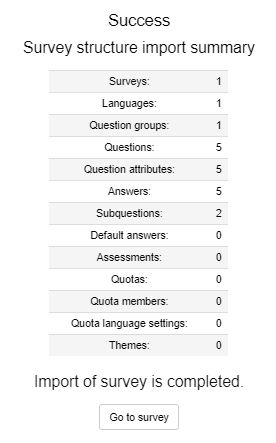 Success
Survey structure import summary
Surveys: 1
Languages: 1
Question groups: 1
Questions: 5
Question attributes: 5
Answers: 5
Subquestions: 2
Default answers: 0
Assessments: 0
Quotas: 0
Quota members: 0
Quota language settings: 0
Themes: 0
Import of survey is completed.
Go to survey